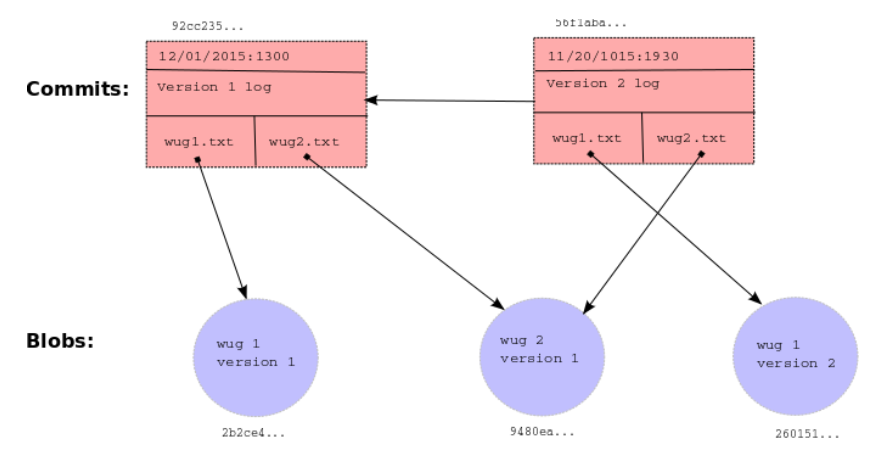 92cc235...
56f1aba...
12/01/2015:1300
11/20/1015:1930
Commits:
Version 1 log
Version 2 log
wug1.txt
wug2.txt
wug1.txt
wug2.txt
Blobs:
wug 1
version 1
wug 2
version 1
wug 1
version 2
2b2ce4...
9480ea...
260151...